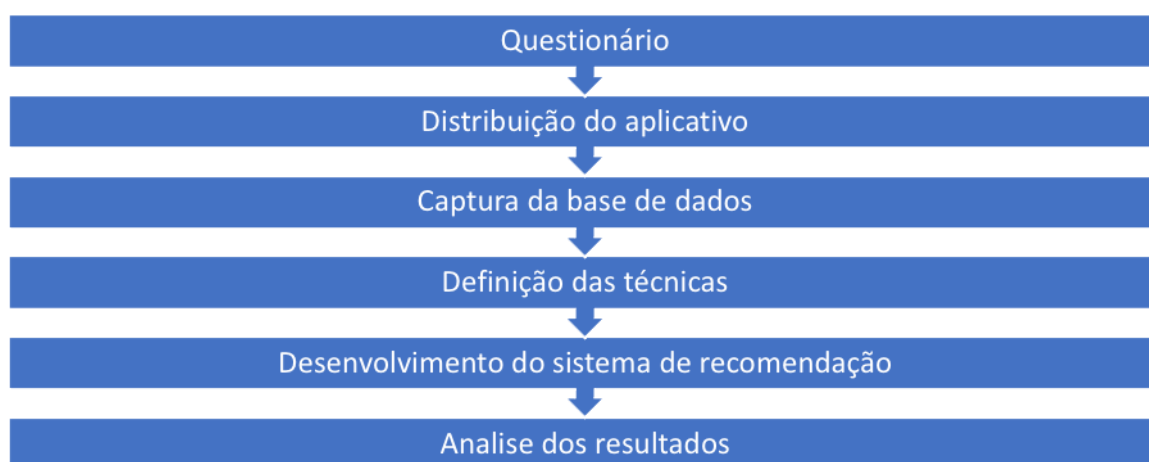 Questionário
Distribuição do aplicativo
Captura da base de dados
Definição das técnicas
Desenvolvimento do sistema de recomendação
Analise dos resultados